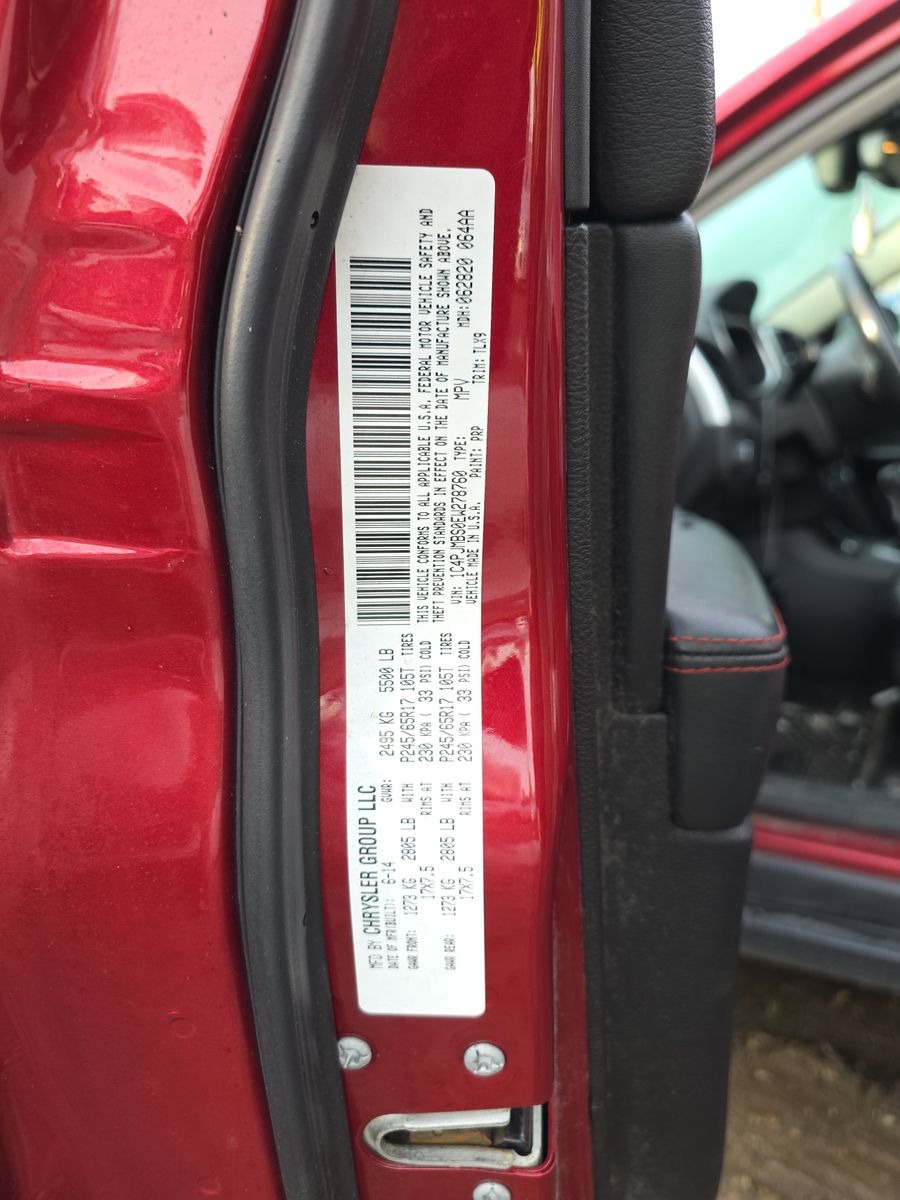 MFD BY CHRYSLER GROUP LLC
DATE OF MFR(BUILT): 6-14 GVWR: 2495 KG 5500 LB
GAWR FRONT: 1273 KG 2805 LB WITH P245/65R17 105T TIRES
17X7.5 RIMS AT 230 KPA ( 33 PSI) COLD
GAWR REAR: 1273 KG 2805 LB WITH P245/65R17 105T TIRES
17X7.5 RIMS AT 230 KPA ( 33 PSI) COLD
THIS VEHICLE CONFORMS TO ALL APPLICABLE U.S.A. FEDERAL MOTOR VEHICLE SAFETY AND
THEFT PREVENTION STANDARDS IN EFFECT ON THE DATE OF MANUFACTURE SHOWN ABOVE.
VIN: 1C4PJMBS0EW278760 TYPE: MPV MDH:062820 064AA
VEHICLE MADE IN U.S.A. PAINT: PRP TRIM: TLX9